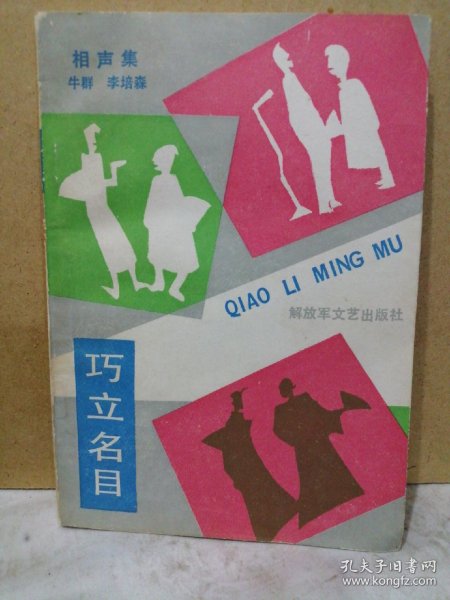 相声集
牛群 李培森
QIAO LI MING MU
解放军文艺出版社
巧立名目
孔夫子旧书网
www.kongfz.com